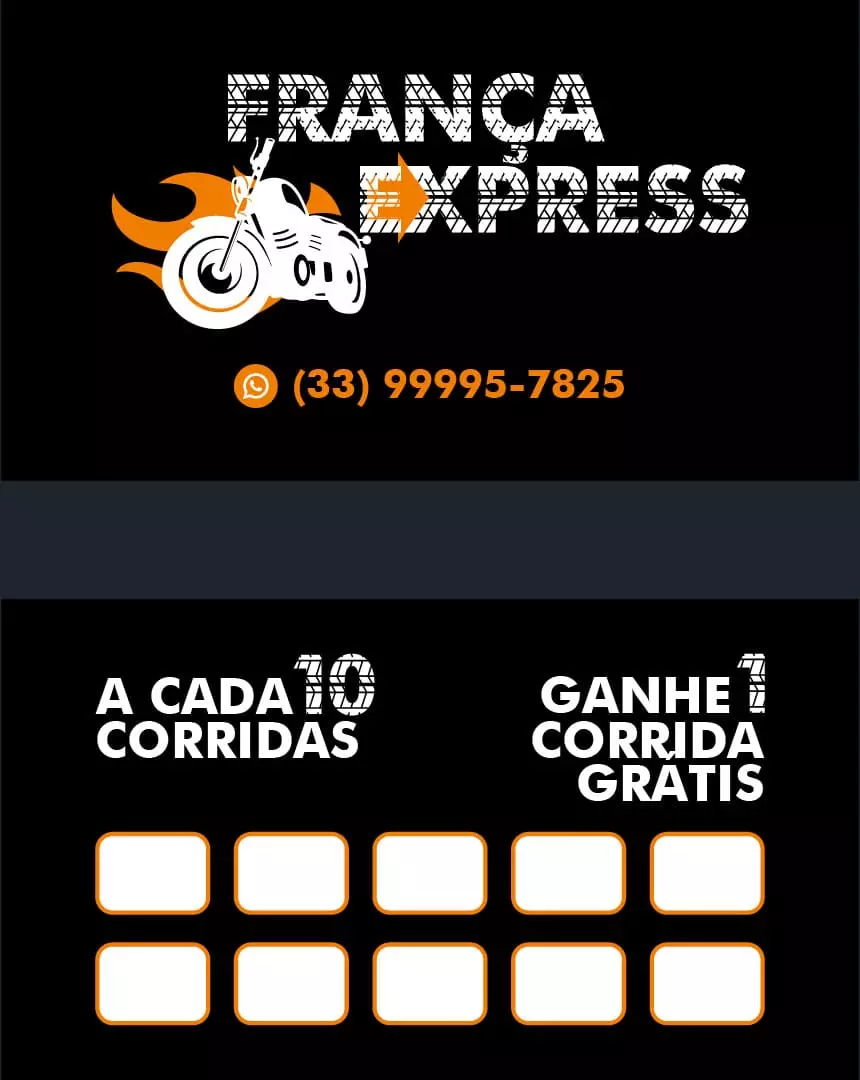 FRANÇA
EXPRESS
(33) 99995-7825
A CADA 10
CORRIDAS
GANHE 1
CORRIDA
GRÁTIS